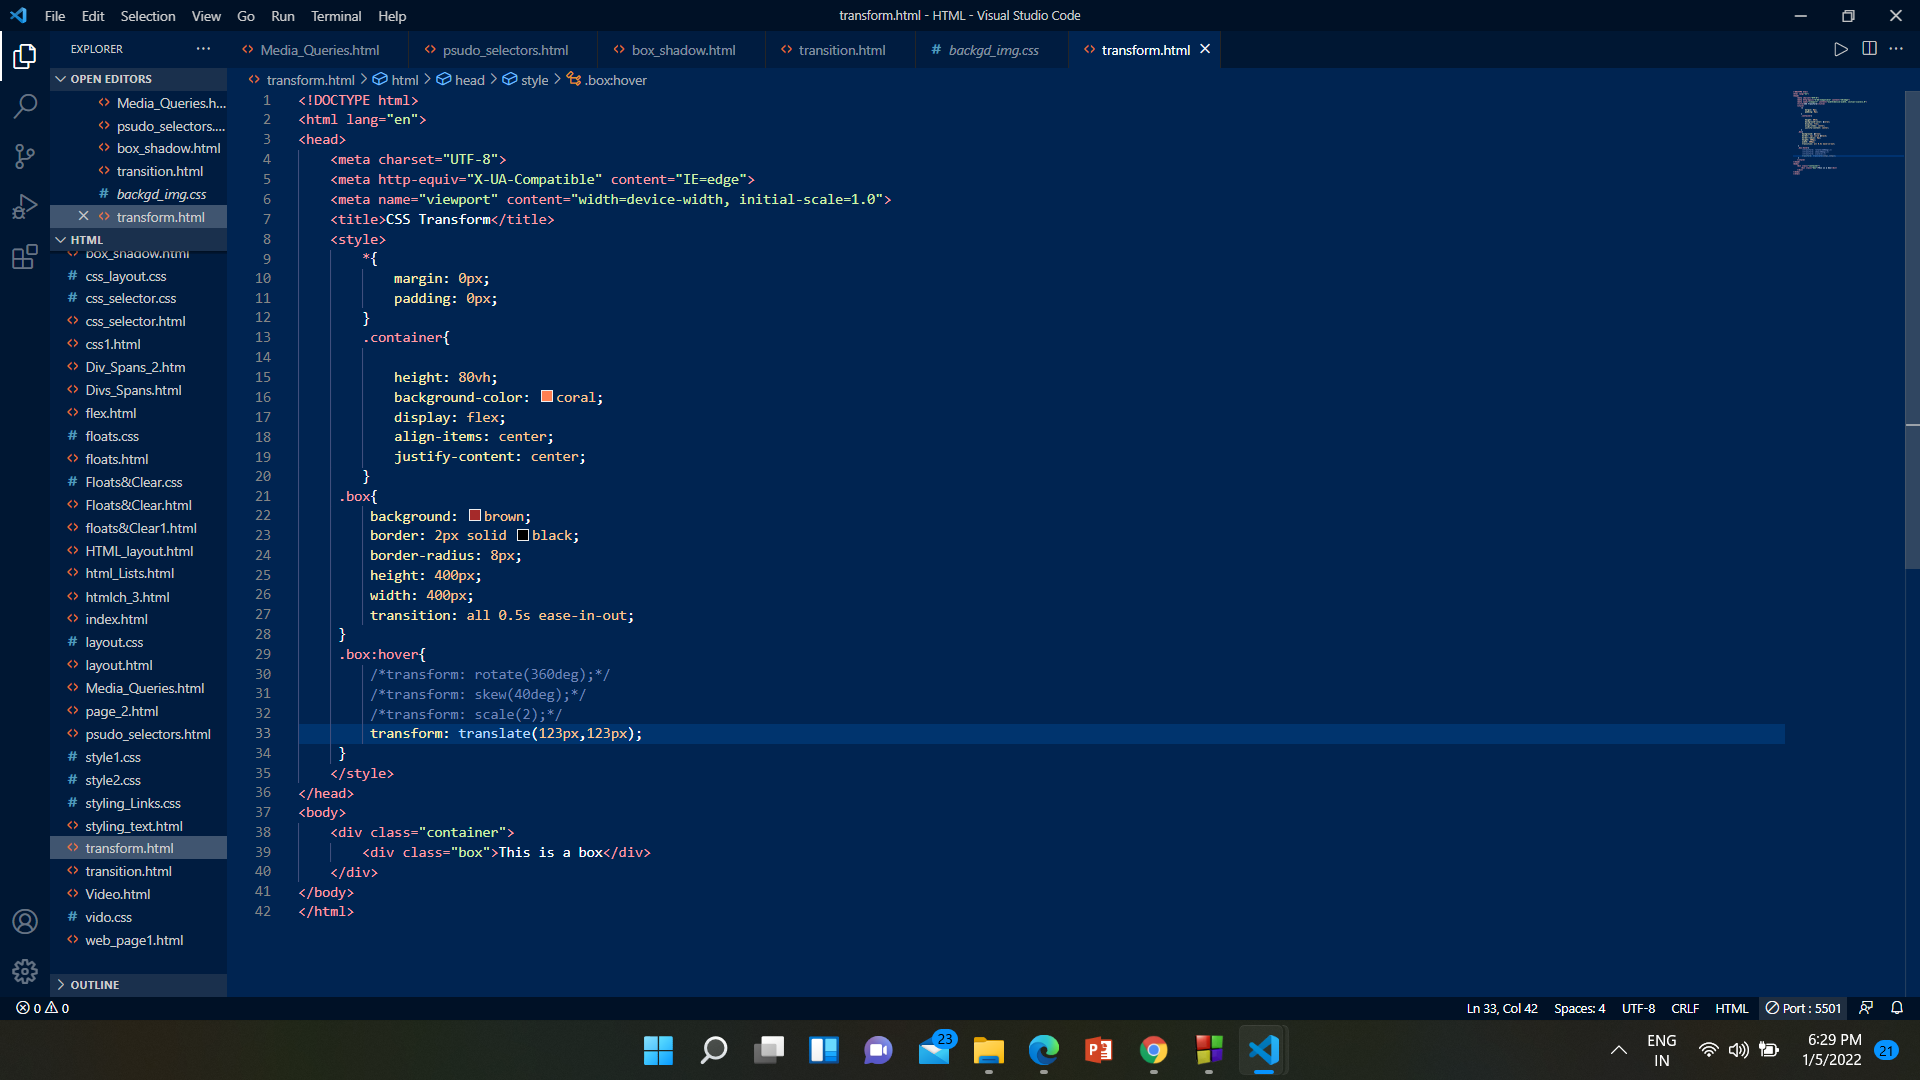 File Edit Selection View Go Run Terminal Help
transform.html - HTML - Visual Studio Code
EXPLORER
Media_Queries.html
psudo_selectors.html
box_shadow.html
transition.html
# backgd_img.css
transform.html
OPEN EDITORS
Media_Queries.h...
psudo_selectors....
box_shadow.html
transition.html
# backgd_img.css
transform.html
HTML
box_shadow.html
# css_layout.css
# css_selector.css
css_selector.html
css1.html
Div_Spans_2.htm
Divs_Spans.html
flex.html
# floats.css
floats.html
# Floats&Clear.css
Floats&Clear.html
floats&Clear1.html
HTML_layout.html
html_Lists.html
htmlch_3.html
index.html
# layout.css
layout.html
Media_Queries.html
page_2.html
psudo_selectors.html
# style1.css
# style2.css
# styling_Links.css
styling_text.html
transform.html
transition.html
Video.html
# vido.css
web_page1.html
OUTLINE
transform.html > html > head > style > .box:hover
1 <!DOCTYPE html>
2 <html lang="en">
3 <head>
4 <meta charset="UTF-8">
5 <meta http-equiv="X-UA-Compatible" content="IE=edge">
6 <meta name="viewport" content="width=device-width, initial-scale=1.0">
7 <title>CSS Transform</title>
8 <style>
9 *{
10 margin: 0px;
11 padding: 0px;
12 }
13 .container{
14
15 height: 80vh;
16 background-color: coral;
17 display: flex;
18 align-items: center;
19 justify-content: center;
20 }
21 .box{
22 background: brown;
23 border: 2px solid black;
24 border-radius: 8px;
25 height: 400px;
26 width: 400px;
27 transition: all 0.5s ease-in-out;
28 }
29 .box:hover{
30 /*transform: rotate(360deg);*/
31 /*transform: skew(40deg);*/
32 /*transform: scale(2);*/
33 transform: translate(123px,123px);
34 }
35 </style>
36 </head>
37 <body>
38 <div class="container">
39 <div class="box">This is a box</div>
40 </div>
41 </body>
42 </html>
0 0
Ln 33, Col 42 Spaces: 4 UTF-8 CRLF HTML Port : 5501
23
ENG
IN
6:29 PM
1/5/2022
21